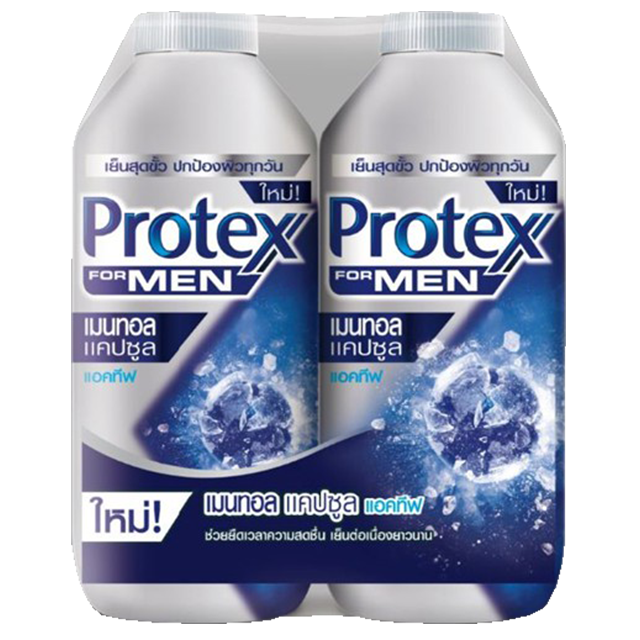 เย็นสุดขั้ว ปกป้องผิวทุกวัน
ใหม่!
Protex
FOR MEN
เมนทอล
แคปซูล
แอคทีฟ
เย็นสุดขั้ว ปกป้องผิวทุกวัน
ใหม่!
Protex
FOR MEN
เมนทอล
แคปซูล
แอคทีฟ
ใหม่!
เมนทอล แคปซูล แอคทีฟ
ช่วยยืดเวลาความสดชื่น เย็นต่อเนื่องยาวนาน